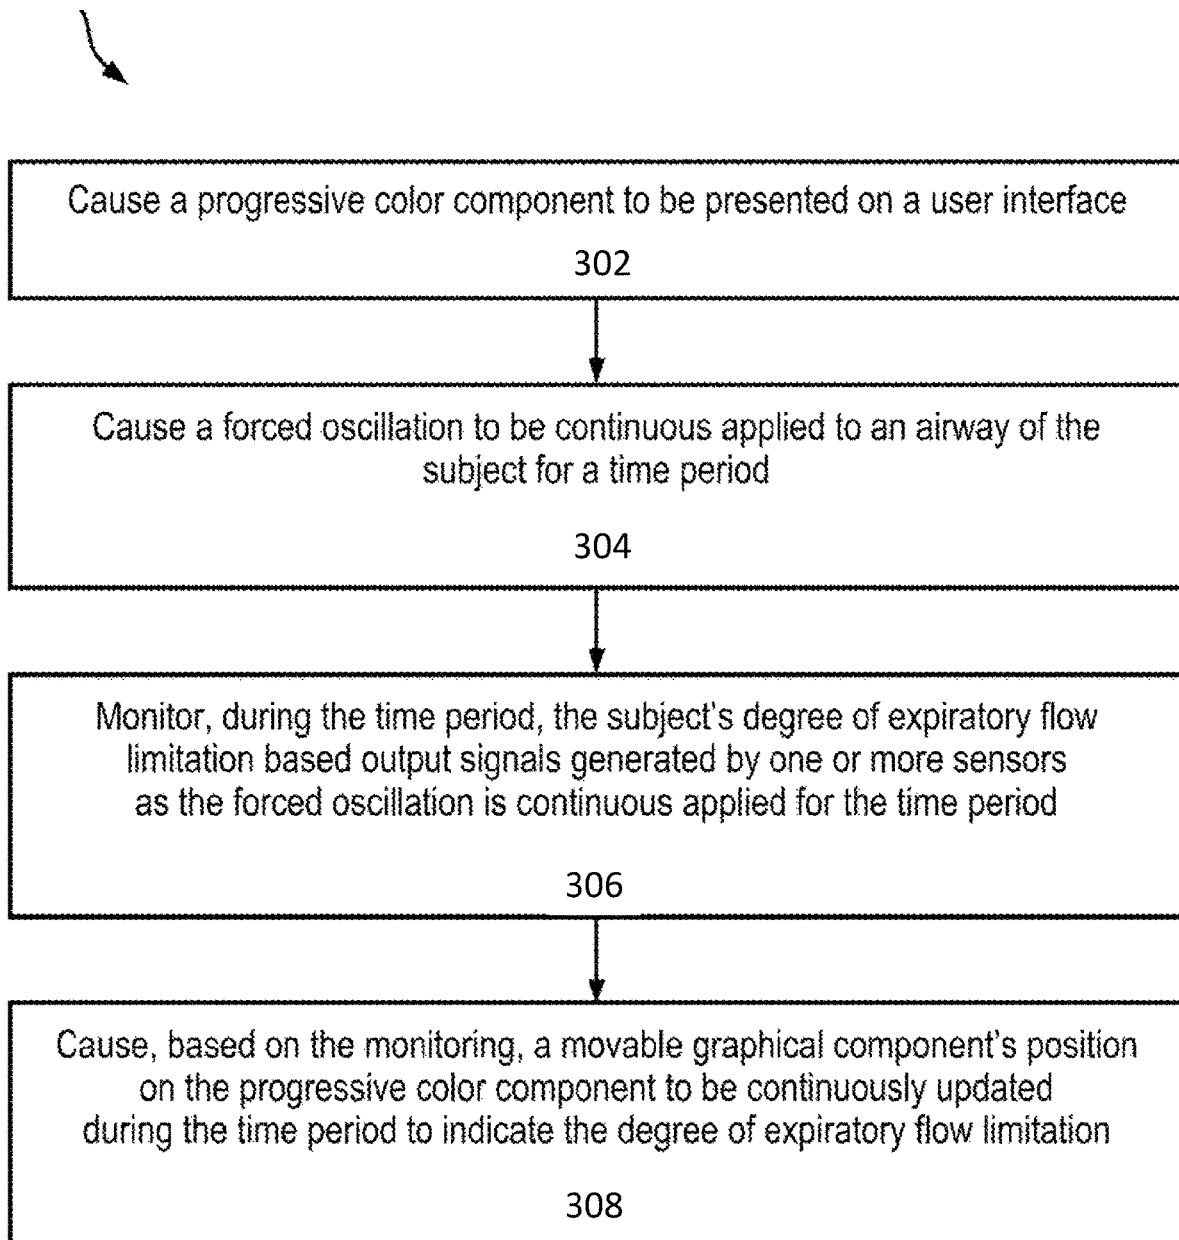 Cause a progressive color component to be presented on a user interface
302
Cause a forced oscillation to be continuous applied to an airway of the
subject for a time period
304
Monitor, during the time period, the subject's degree of expiratory flow
limitation based output signals generated by one or more sensors
as the forced oscillation is continuous applied for the time period
306
Cause, based on the monitoring, a movable graphical component's position
on the progressive color component to be continuously updated
during the time period to indicate the degree of expiratory flow limitation
308